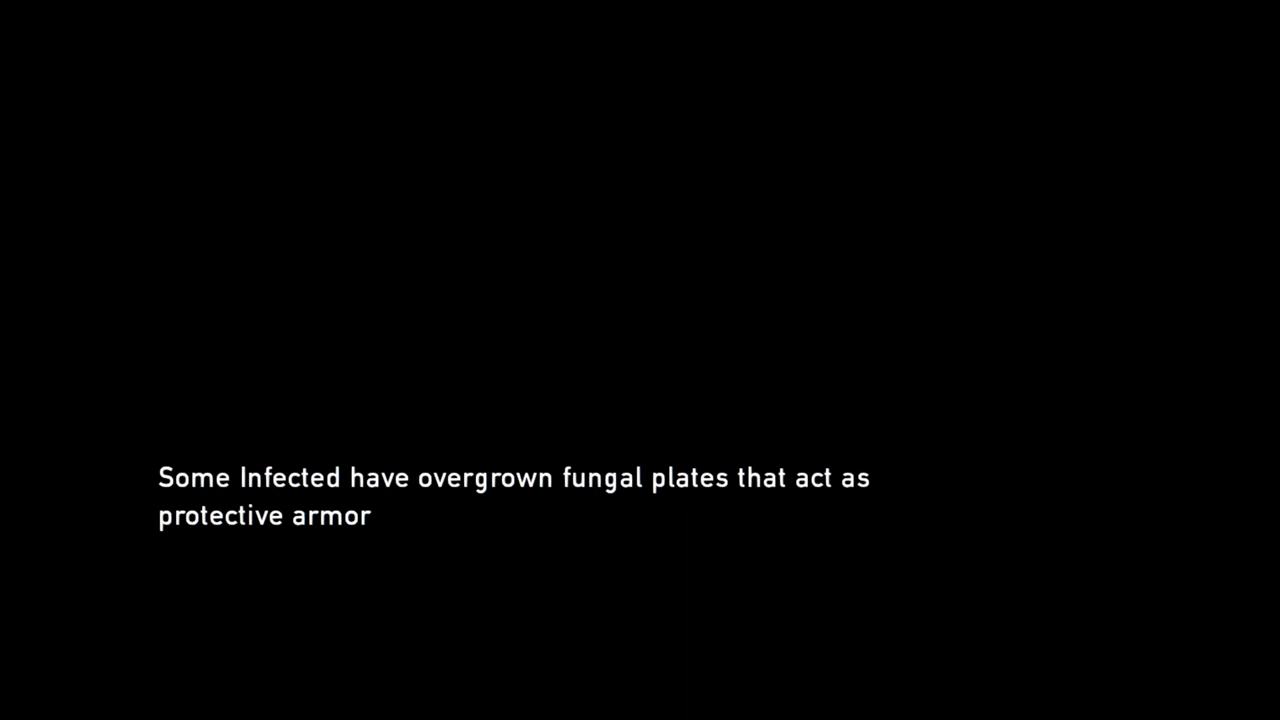 Some Infected have overgrown fungal plates that act as
protective armor